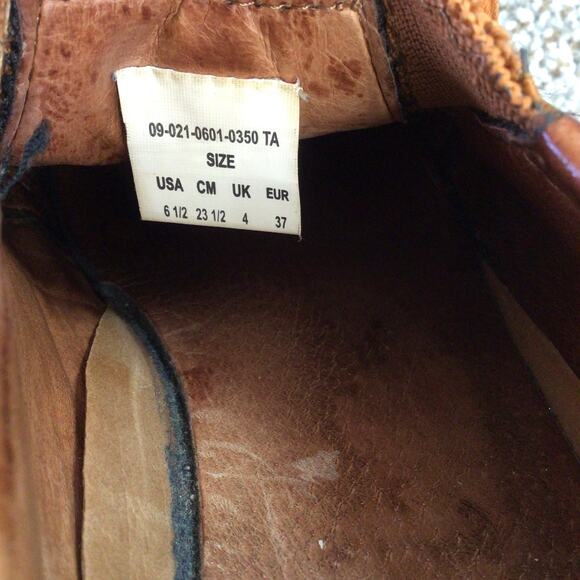 09-021-0601-0350 TA
SIZE
USA CM UK EUR
6 1/2 23 1/2 4 37